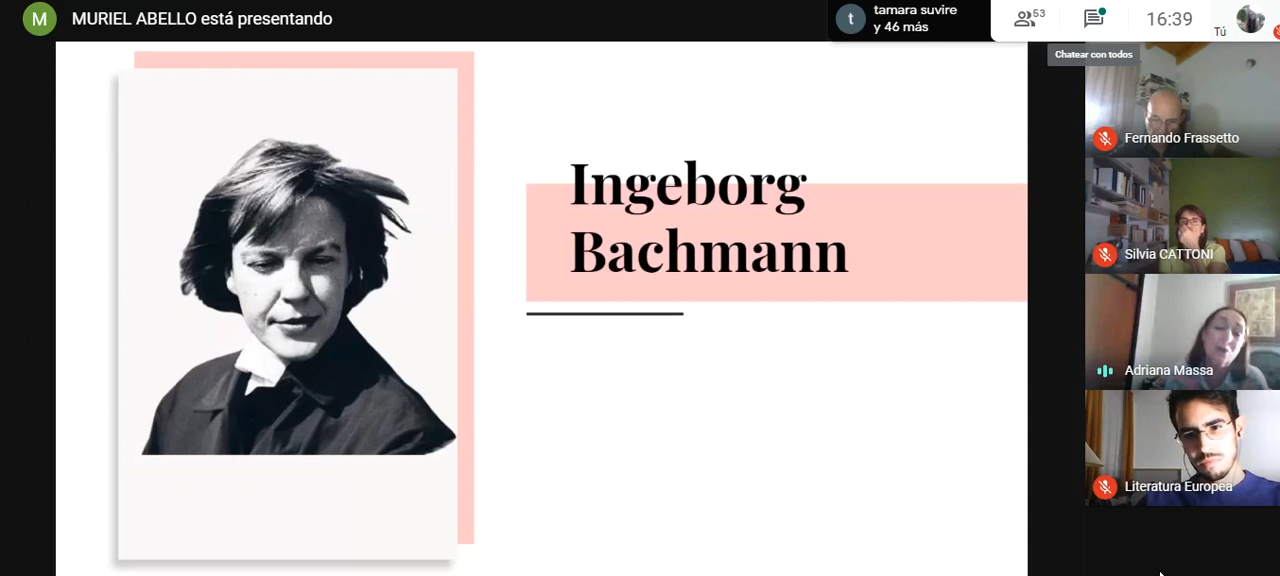 M
MURIEL ABELLO está presentando
t
tamara suvire
y 46 más
53
16:39
Tú
Chatear con todos
Ingeborg
Bachmann
Fernando Frassetto
Silvia CATTONI
Adriana Massa
Literatura Europea